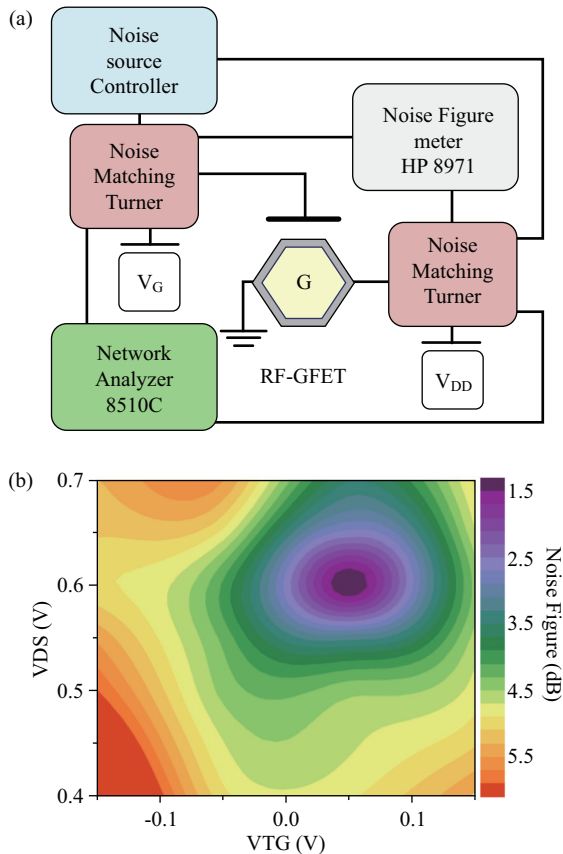 (a)
Noise
source
Controller
Noise
Matching
Turner
Noise Figure
meter
HP 8971
Noise
Matching
Turner
V_G
G
V_DD
Network
Analyzer
8510C
RF-GFET
(b)
0.7
0.6
0.5
0.4
VDS (V)
-0.1
0.0
0.1
VTG (V)
1.5
2.5
3.5
4.5
5.5
Noise Figure (dB)